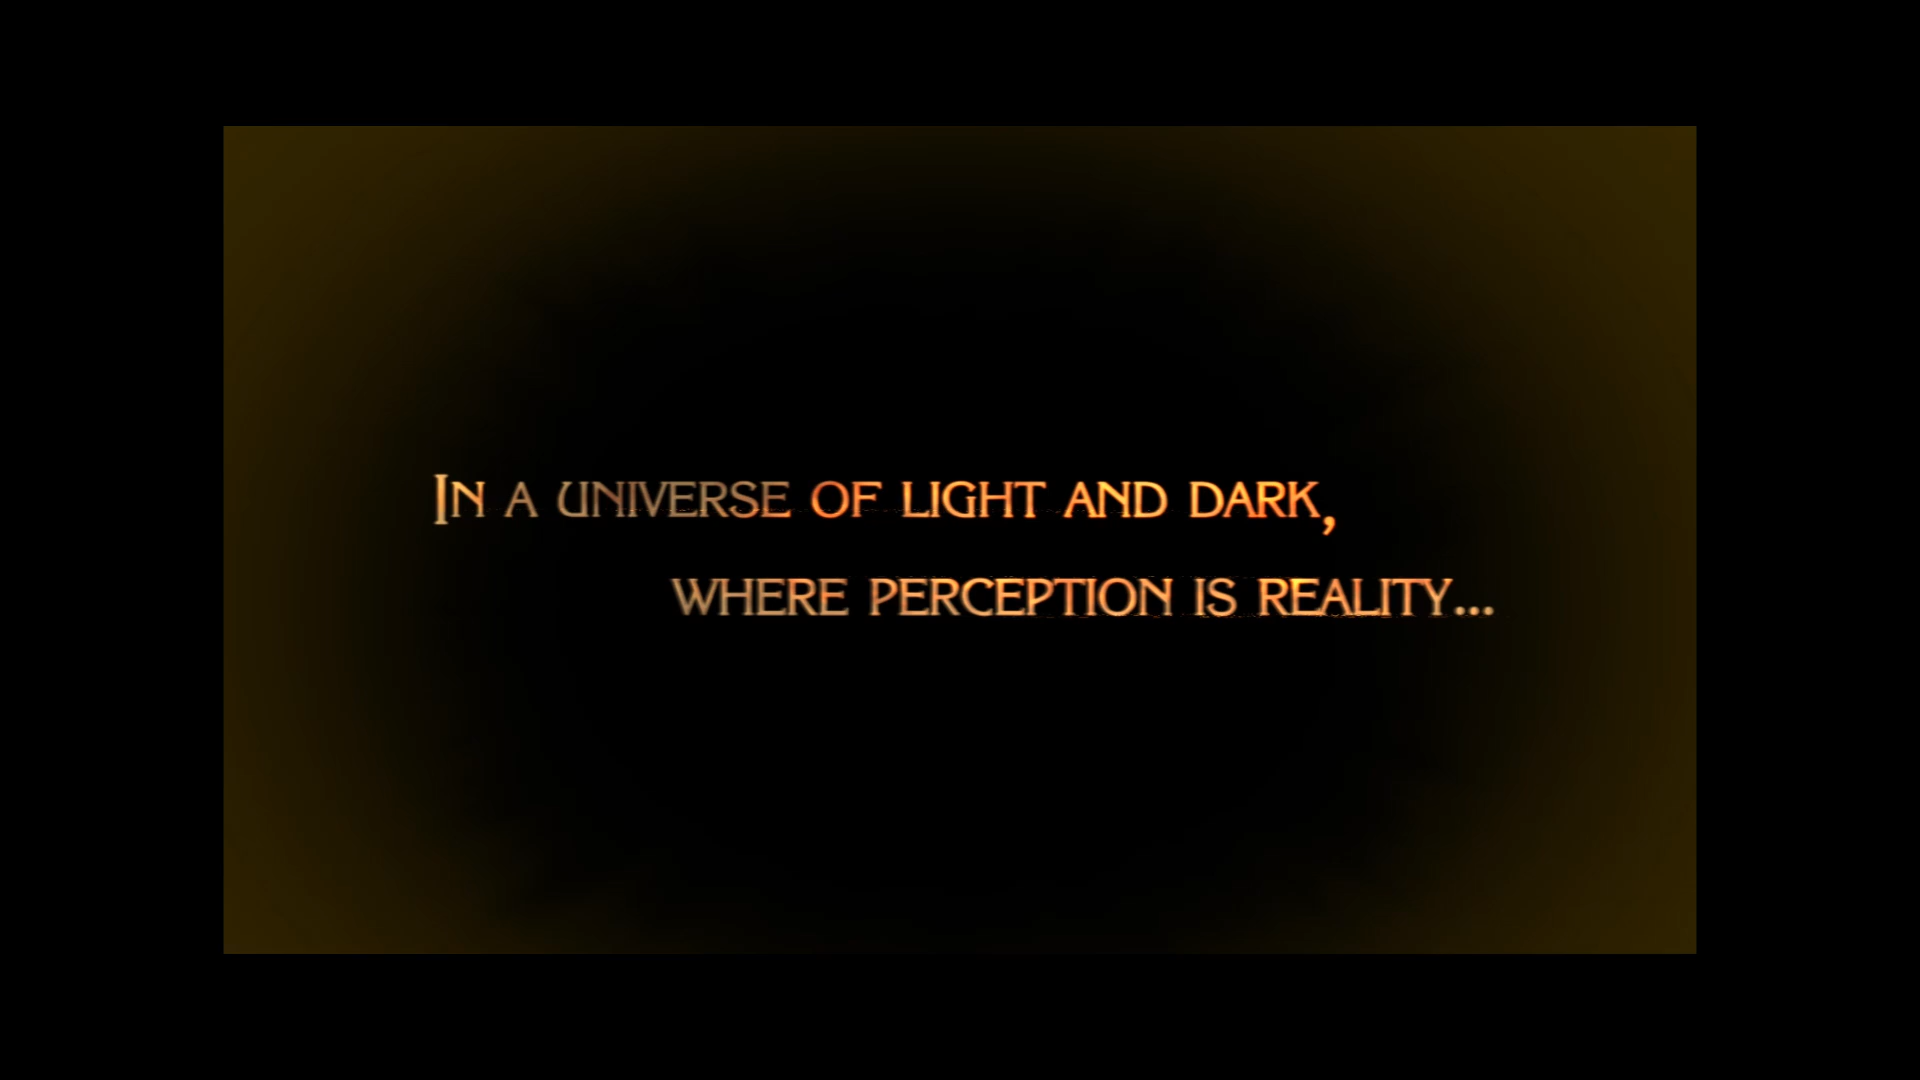 In a universe of light and dark,
where perception is reality...